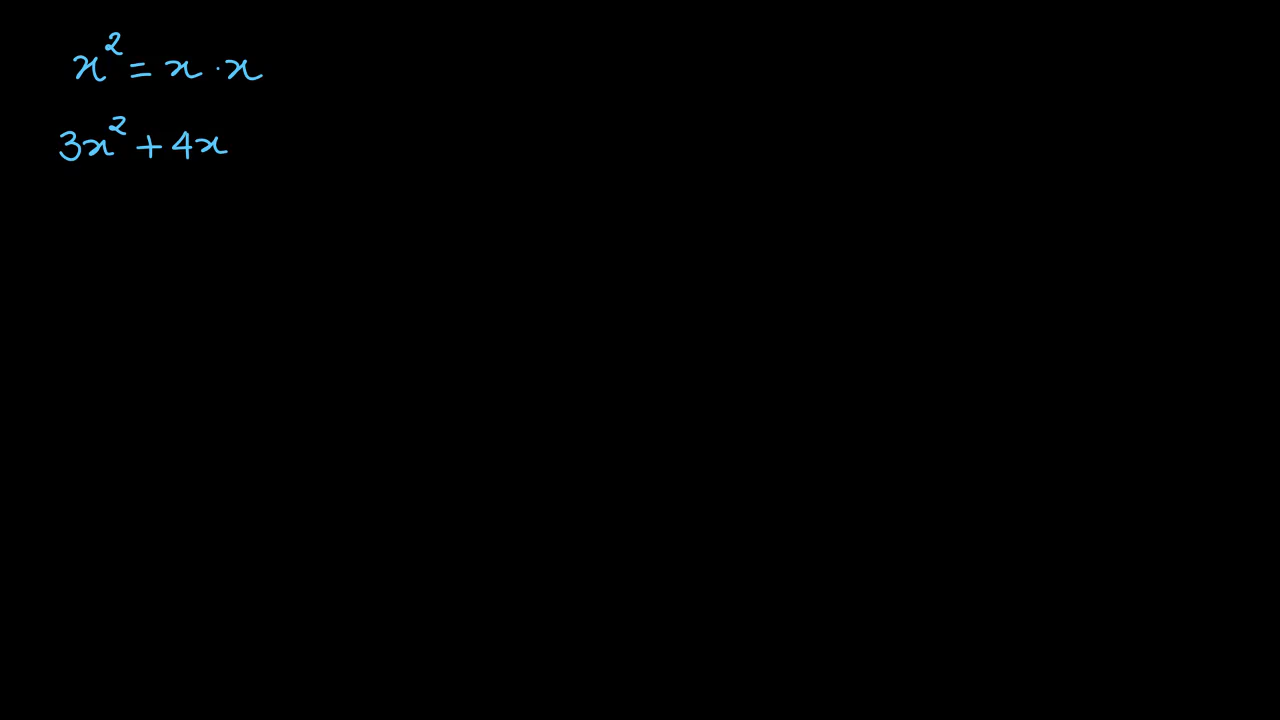 x² = x · x
3x² + 4x